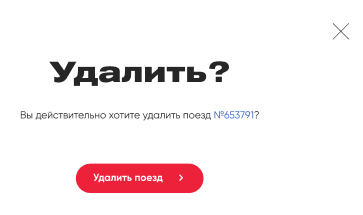 Удалить?
Вы действительно хотите удалить поезд №653791?
Удалить поезд